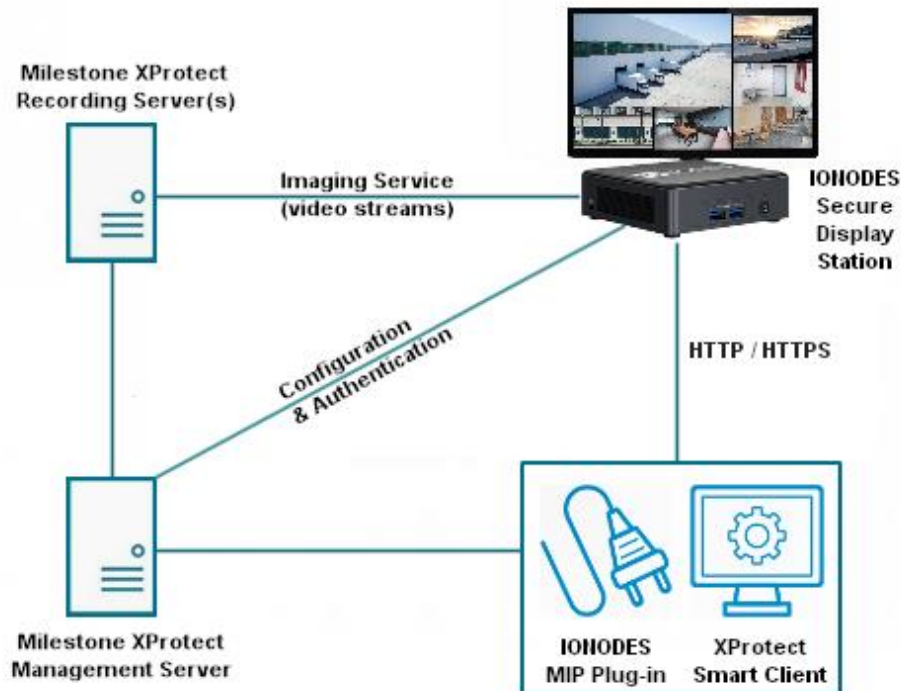 Milestone XProtect
Recording Server(s)
Imaging Service
(video streams)
IONODES
Secure
Display
Station
Configuration
& Authentication
HTTP / HTTPS
Milestone XProtect
Management Server
IONODES
MIP Plug-in
XProtect
Smart Client